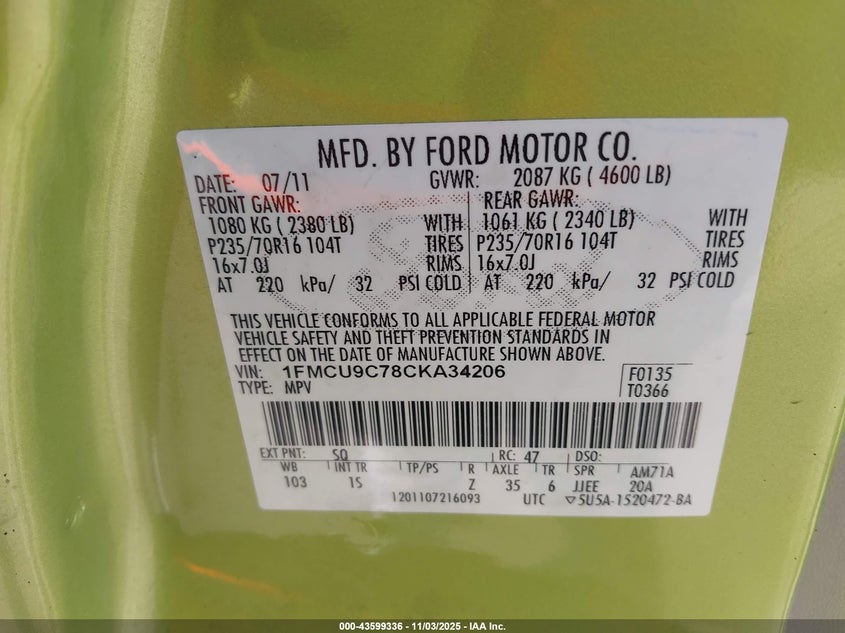 MFD. BY FORD MOTOR CO.
DATE: 07/11 GVWR: 2087 KG ( 4600 LB)
FRONT GAWR: REAR GAWR:
1080 KG ( 2380 LB) WITH 1061 KG ( 2340 LB) WITH
P235/70R16 104T TIRES P235/70R16 104T TIRES
16x7.0J RIMS 16x7.0J RIMS
AT 220 kPa/ 32 PSI COLD AT 220 kPa/ 32 PSI COLD
THIS VEHICLE CONFORMS TO ALL APPLICABLE FEDERAL MOTOR
VEHICLE SAFETY AND THEFT PREVENTION STANDARDS IN
EFFECT ON THE DATE OF MANUFACTURE SHOWN ABOVE.
VIN: 1FMCU9C78CKA34206 F0135
TYPE: MPV T0366
EXT PNT: SQ RC: 47 DSO:
WB INT TR TP/PS R AXLE TR SPR AM71A
103 1S Z 35 6 JJEE 20A
1201107216093 UTC ▽5U5A-1520472-BA
000-43599336 - 11/03/2025 - IAA Inc.